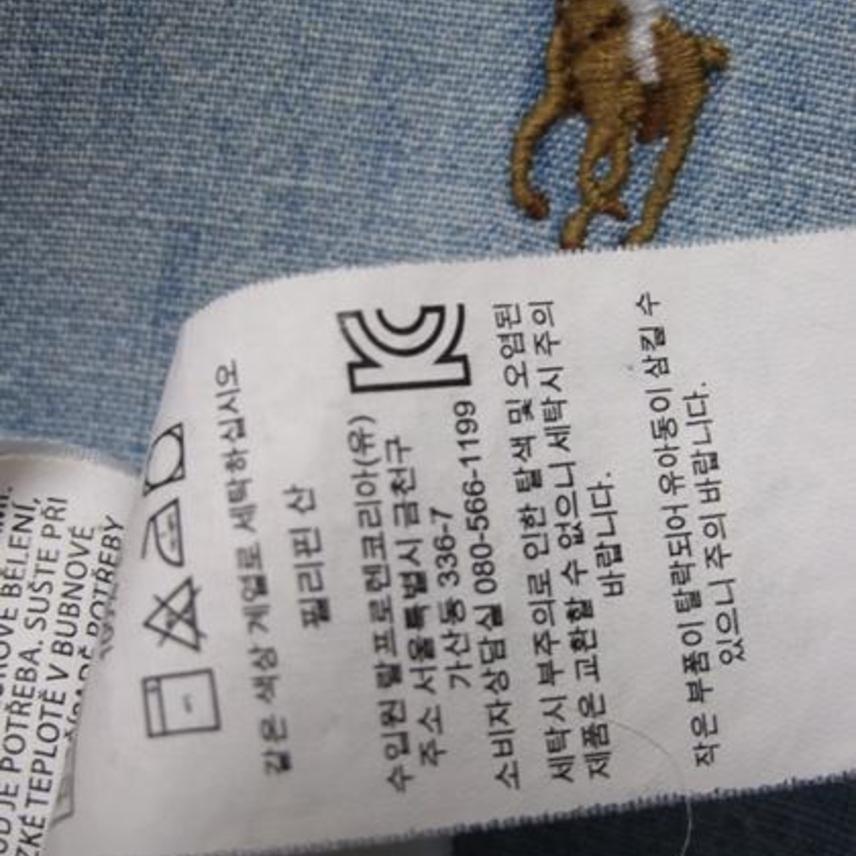 같은 색상 계열로 세탁하십시오
필리핀 산
수입원 랄프로렌코리아(유)
주소 서울특별시 금천구
가산동 336-7
소비자상담실 080-566-1199
세탁시 부주의로 인한 탈색 및 오염된
제품은 교환할 수 없으니 세탁시 주의
바랍니다.
작은 부품이 탈락되어 유아동이 삼킬 수
있으니 주의 바랍니다.
BĚLENÍ,
JE POTŘEBA. SUŠTE PŘI
TEPLOTĚ V BUBNOVÉ
POTŘEBY